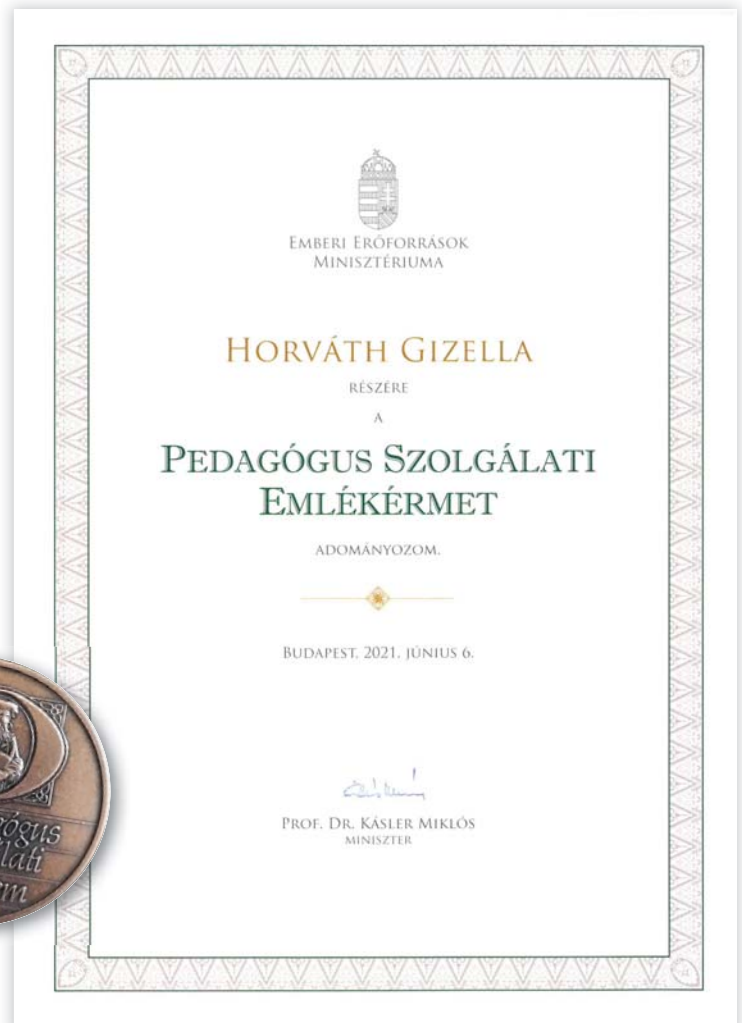 EMBERI ERŐFORRÁSOK
MINISZTÉRIUMA
HORVÁTH GIZELLA
RÉSZÉRE
A
PEDAGÓGUS SZOLGÁLATI
EMLÉKÉRMET
ADOMÁNYOZOM.
BUDAPEST, 2021. JÚNIUS 6.
PROF. DR. KÁSLER MIKLÓS
MINISZTER